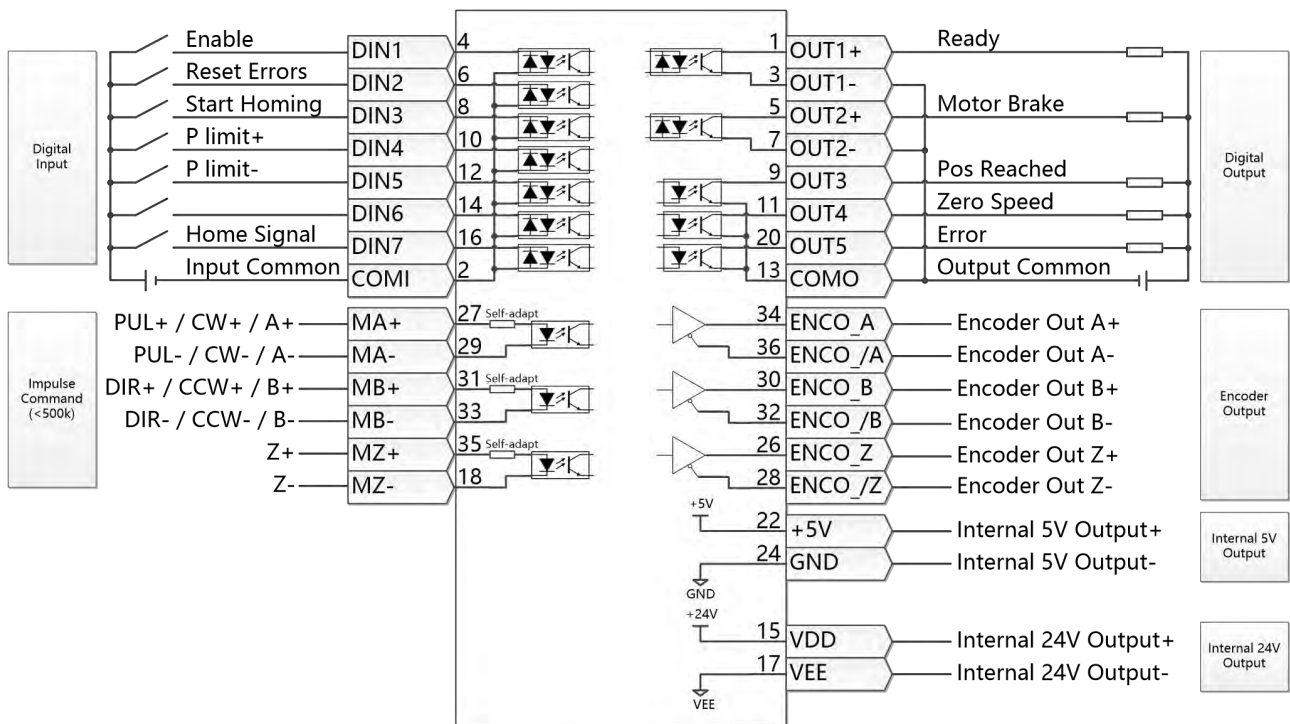 Digital
Input
Enable
DIN1
4
Reset Errors
DIN2
6
Start Homing
DIN3
8
P limit+
DIN4
10
P limit-
DIN5
12
DIN6
14
Home Signal
DIN7
16
Input Common
COMI
2
1
OUT1+
Ready
3
OUT1-
5
OUT2+
Motor Brake
7
OUT2-
9
OUT3
Pos Reached
11
OUT4
Zero Speed
20
OUT5
Error
13
COMO
Output Common
Digital
Output
Impulse
Command
(<500k)
PUL+ / CW+ / A+
MA+
27
Self-adapt
PUL- / CW- / A-
MA-
29
DIR+ / CCW+ / B+
MB+
31
Self-adapt
DIR- / CCW- / B-
MB-
33
Z+
MZ+
35
Self-adapt
Z-
MZ-
18
34
ENCO_A
Encoder Out A+
36
ENCO_/A
Encoder Out A-
30
ENCO_B
Encoder Out B+
32
ENCO_/B
Encoder Out B-
26
ENCO_Z
Encoder Out Z+
28
ENCO_/Z
Encoder Out Z-
Encoder
Output
+5V
22
+5V
Internal 5V Output+
24
GND
Internal 5V Output-
GND
Internal 5V
Output
+24V
15
VDD
Internal 24V Output+
17
VEE
Internal 24V Output-
VEE
Internal 24V
Output